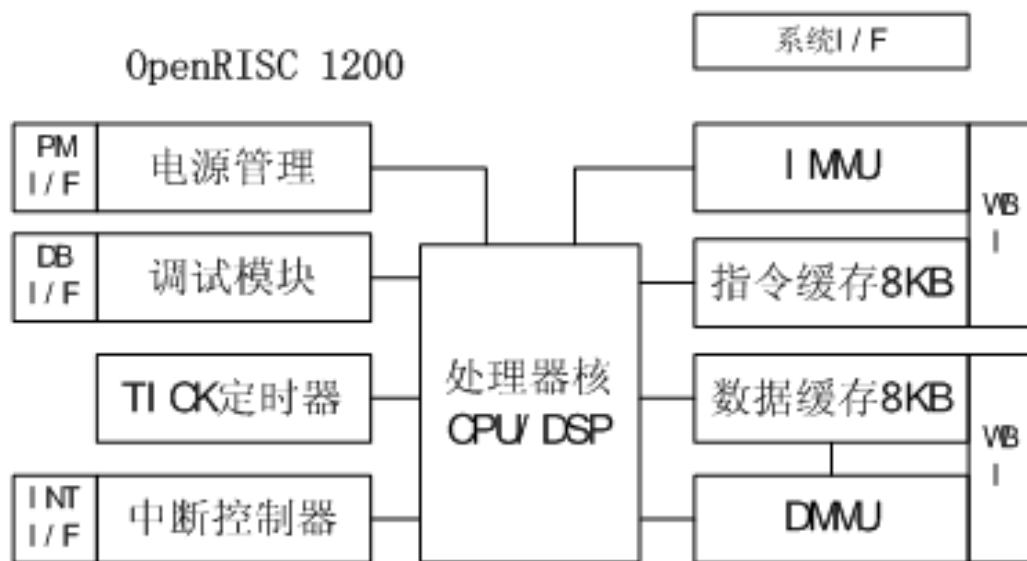 系统I/F
OpenRISC 1200
PM
I/F
电源管理
IMMU
WB
I
DB
I/F
调试模块
指令缓存8KB
处理器核
CPU/DSP
TICK定时器
数据缓存8KB
WB
I
INT
I/F
中断控制器
DMMU